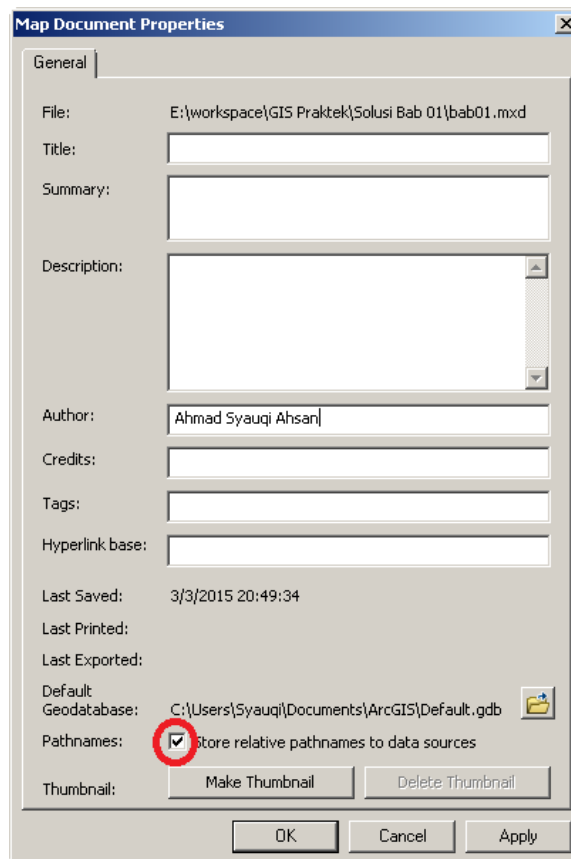 Map Document Properties
General
File: E:\workspace\GIS Praktek\Solusi Bab 01\bab01.mxd
Title:
Summary:
Description:
Author: Ahmad Syauqi Ahsan
Credits:
Tags:
Hyperlink base:
Last Saved: 3/3/2015 20:49:34
Last Printed:
Last Exported:
Default
Geodatabase: C:\Users\Syauqi\Documents\ArcGIS\Default.gdb
Pathnames: Store relative pathnames to data sources
Thumbnail: Make Thumbnail Delete Thumbnail
OK Cancel Apply